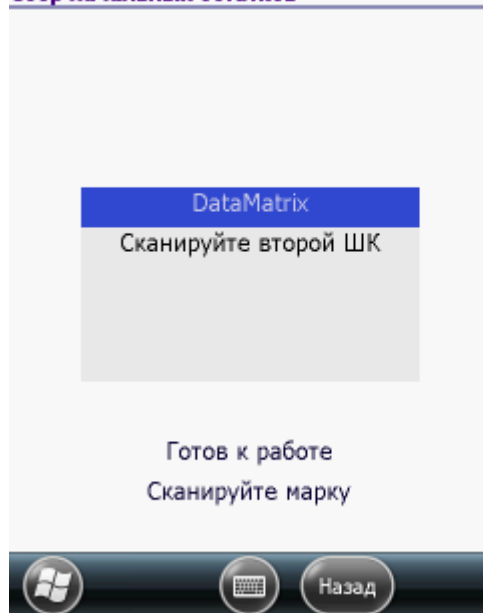 DataMatrix
Сканируйте второй ШК
Готов к работе
Сканируйте марку
Назад